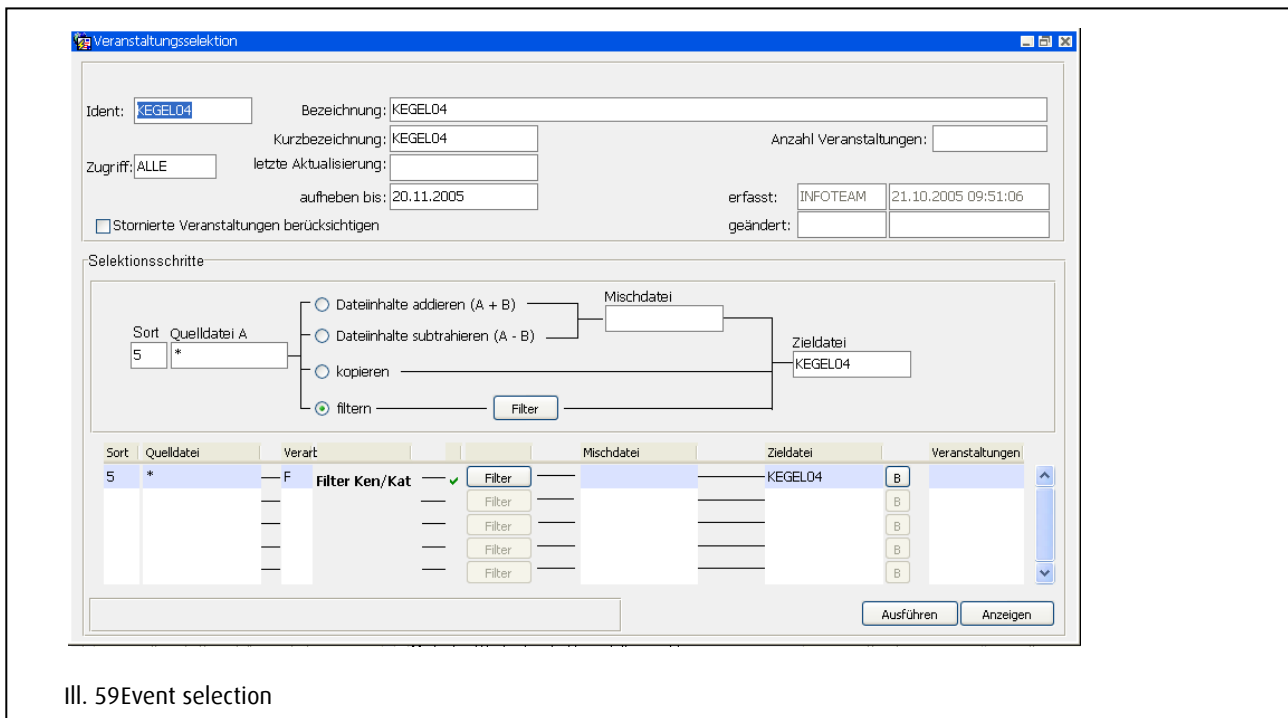 Veranstaltungsselektion
Ident: KEGEL04 Bezeichnung: KEGEL04
Kurzbezeichnung: KEGEL04 Anzahl Veranstaltungen:
Zugriff: ALLE letzte Aktualisierung:
aufheben bis: 20.11.2005 erfasst: INFOTEAM 21.10.2005 09:51:06
Stornierte Veranstaltungen berücksichtigen geändert:
Selektionsschritte
Dateiinhalte addieren (A + B) Mischdatei
Sort Quelldatei A Dateiinhalte subtrahieren (A - B)
5 * Zieldatei
kopieren KEGEL04
filtern Filter
Sort Quelldatei Verart Mischdatei Zieldatei Veranstaltungen
5 * F Filter Ken/Kat Filter KEGEL04 B
Filter B
Filter B
Filter B
Filter B
Ausführen Anzeigen
Ill. 59Event selection